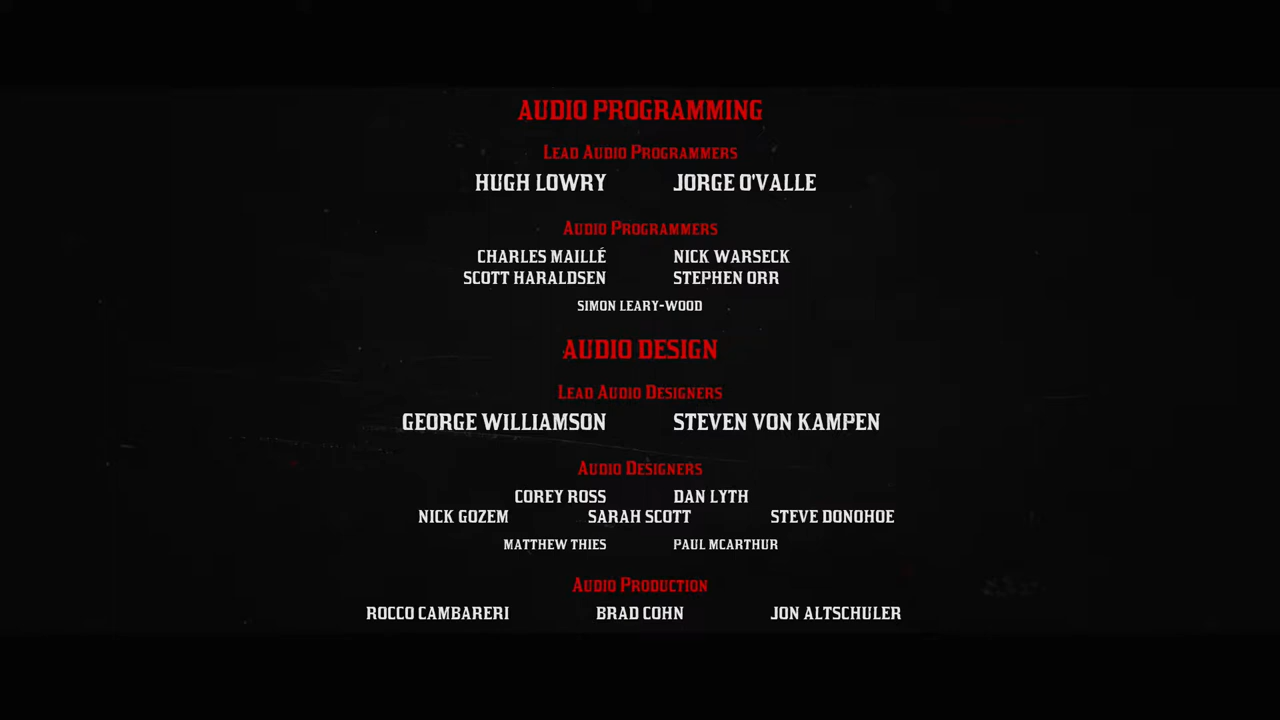 AUDIO PROGRAMMING
LEAD AUDIO PROGRAMMERS
HUGH LOWRY JORGE O'VALLE
AUDIO PROGRAMMERS
CHARLES MAILLÉ NICK WARSECK
SCOTT HARALDSEN STEPHEN ORR
SIMON LEARY-WOOD
AUDIO DESIGN
LEAD AUDIO DESIGNERS
GEORGE WILLIAMSON STEVEN VON KAMPEN
AUDIO DESIGNERS
COREY ROSS DAN LYTH
NICK GOZEM SARAH SCOTT STEVE DONOHOE
MATTHEW THIES PAUL MCARTHUR
AUDIO PRODUCTION
ROCCO CAMBARERI BRAD COHN JON ALTSCHULER